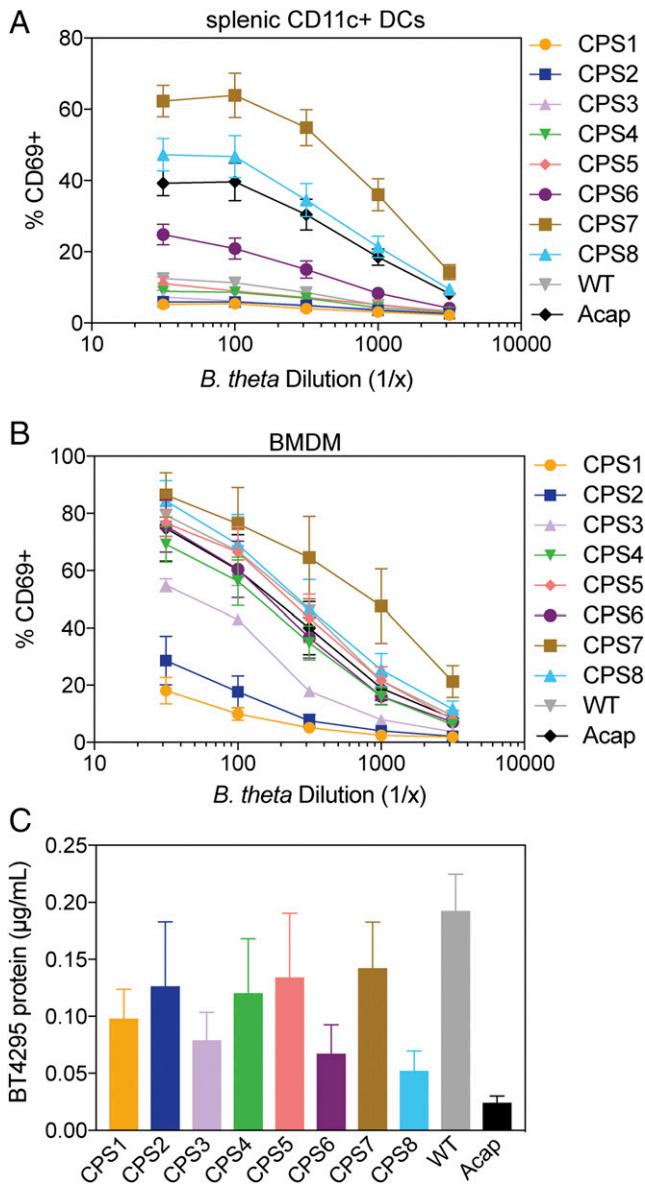 A
splenic CD11c+ DCs
80
60
40
20
0
% CD69+
10
100
1000
10000
B. theta Dilution (1/x)
CPS1
CPS2
CPS3
CPS4
CPS5
CPS6
CPS7
CPS8
WT
Acap
B
BMDM
100
80
60
40
20
0
% CD69+
10
100
1000
10000
B. theta Dilution (1/x)
CPS1
CPS2
CPS3
CPS4
CPS5
CPS6
CPS7
CPS8
WT
Acap
C
0.25
0.20
0.15
0.10
0.05
0.00
BT4295 protein (µg/mL)
CPS1
CPS2
CPS3
CPS4
CPS5
CPS6
CPS7
CPS8
WT
Acap